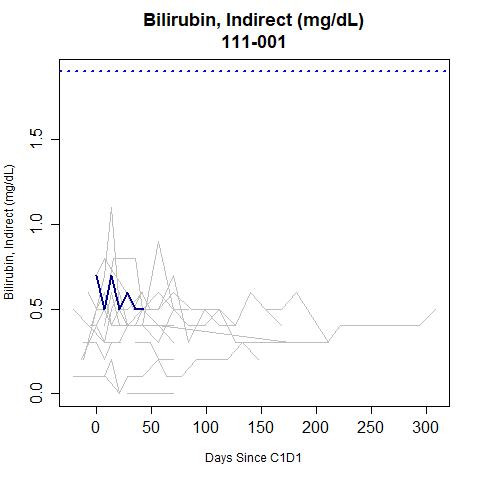 Bilirubin, Indirect (mg/dL)
111-001
Bilirubin, Indirect (mg/dL)
1.5
1.0
0.5
0.0
0 50 100 150 200 250 300
Days Since C1D1